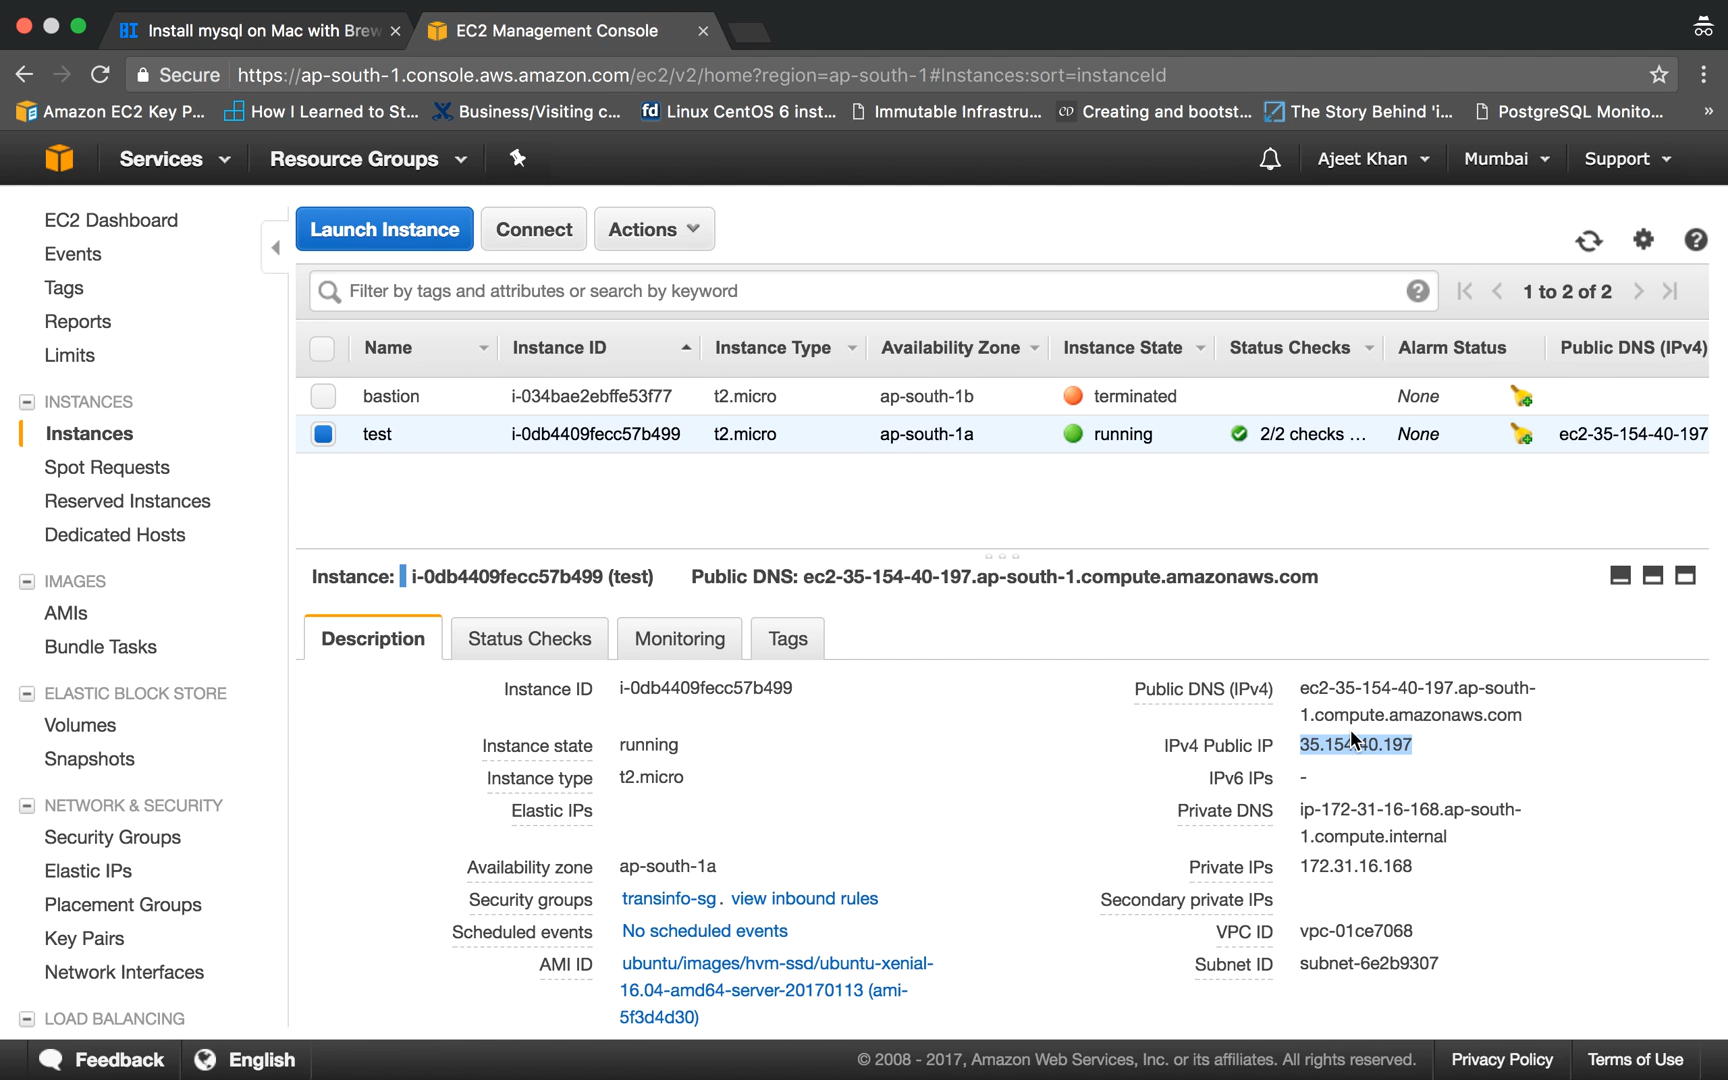 Install mysql on Mac with Brew
EC2 Management Console
Secure
https://ap-south-1.console.aws.amazon.com/ec2/v2/home?region=ap-south-1#Instances:sort=instanceId
Amazon EC2 Key P... How I Learned to St... Business/Visiting c... fd Linux CentOS 6 inst... Immutable Infrastru... Creating and bootst... The Story Behind 'i... PostgreSQL Monito... »
Services Resource Groups Ajeet Khan Mumbai Support
EC2 Dashboard
Events
Tags
Reports
Limits
INSTANCES
Instances
Spot Requests
Reserved Instances
Dedicated Hosts
IMAGES
AMIs
Bundle Tasks
ELASTIC BLOCK STORE
Volumes
Snapshots
NETWORK & SECURITY
Security Groups
Elastic IPs
Placement Groups
Key Pairs
Network Interfaces
LOAD BALANCING
Launch Instance Connect Actions
Filter by tags and attributes or search by keyword
1 to 2 of 2
Name Instance ID Instance Type Availability Zone Instance State Status Checks Alarm Status Public DNS (IPv4)
bastion i-034bae2ebffe53f77 t2.micro ap-south-1b terminated None
test i-0db4409fecc57b499 t2.micro ap-south-1a running 2/2 checks ... None ec2-35-154-40-197
Instance: i-0db4409fecc57b499 (test) Public DNS: ec2-35-154-40-197.ap-south-1.compute.amazonaws.com
Description Status Checks Monitoring Tags
Instance ID i-0db4409fecc57b499
Instance state running
Instance type t2.micro
Elastic IPs
Availability zone ap-south-1a
Security groups transinfo-sg . view inbound rules
Scheduled events No scheduled events
AMI ID ubuntu/images/hvm-ssd/ubuntu-xenial-
16.04-amd64-server-20170113 (ami-
5f3d4d30)
Public DNS (IPv4) ec2-35-154-40-197.ap-south-
1.compute.amazonaws.com
IPv4 Public IP 35.154.40.197
IPv6 IPs -
Private DNS ip-172-31-16-168.ap-south-
1.compute.internal
Private IPs 172.31.16.168
Secondary private IPs
VPC ID vpc-01ce7068
Subnet ID subnet-6e2b9307
Feedback English © 2008 - 2017, Amazon Web Services, Inc. or its affiliates. All rights reserved. Privacy Policy Terms of Use